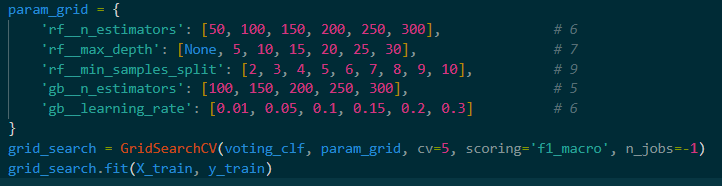 param_grid = {
    'rf__n_estimators': [50, 100, 150, 200, 250, 300],               # 6
    'rf__max_depth': [None, 5, 10, 15, 20, 25, 30],                  # 7
    'rf__min_samples_split': [2, 3, 4, 5, 6, 7, 8, 9, 10],           # 9
    'gb__n_estimators': [100, 150, 200, 250, 300],                   # 5
    'gb__learning_rate': [0.01, 0.05, 0.1, 0.15, 0.2, 0.3]           # 6
}
grid_search = GridSearchCV(voting_clf, param_grid, cv=5, scoring='f1_macro', n_jobs=-1)
grid_search.fit(X_train, y_train)